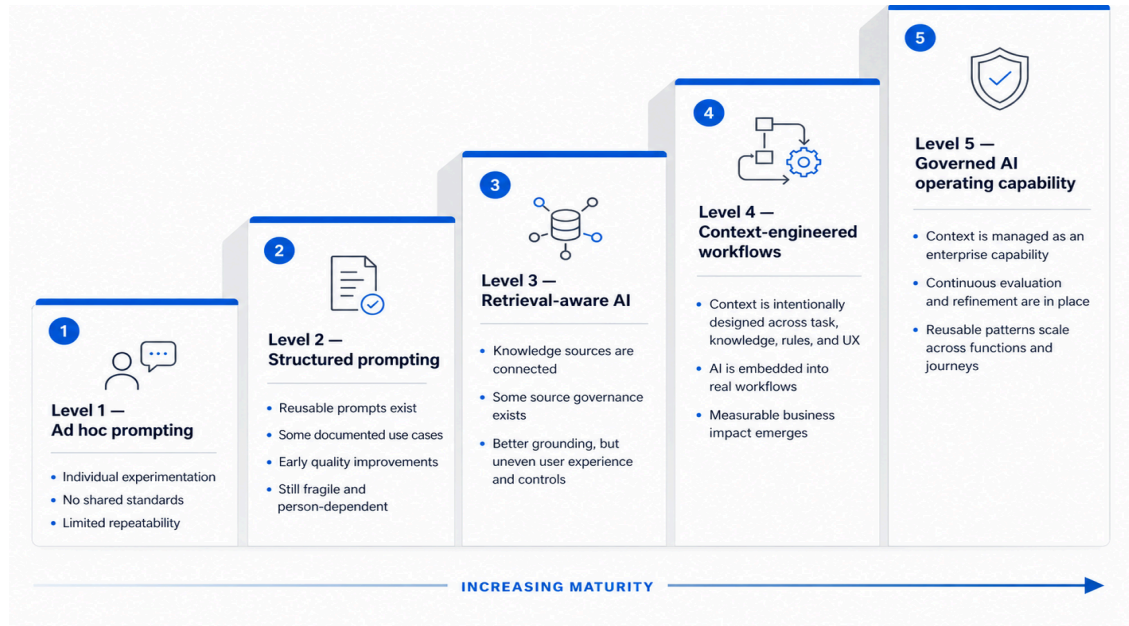 1
Level 1 —
Ad hoc prompting
• Individual experimentation
• No shared standards
• Limited repeatability
2
Level 2 —
Structured prompting
• Reusable prompts exist
• Some documented use cases
• Early quality improvements
• Still fragile and
person-dependent
3
Level 3 —
Retrieval-aware AI
• Knowledge sources are
connected
• Some source governance
exists
• Better grounding, but
uneven user experience
and controls
4
Level 4 —
Context-engineered
workflows
• Context is intentionally
designed across task,
knowledge, rules, and UX
• AI is embedded into
real workflows
• Measurable business
impact emerges
5
Level 5 —
Governed AI
operating capability
• Context is managed as an
enterprise capability
• Continuous evaluation
and refinement are in place
• Reusable patterns scale
across functions and
journeys
INCREASING MATURITY